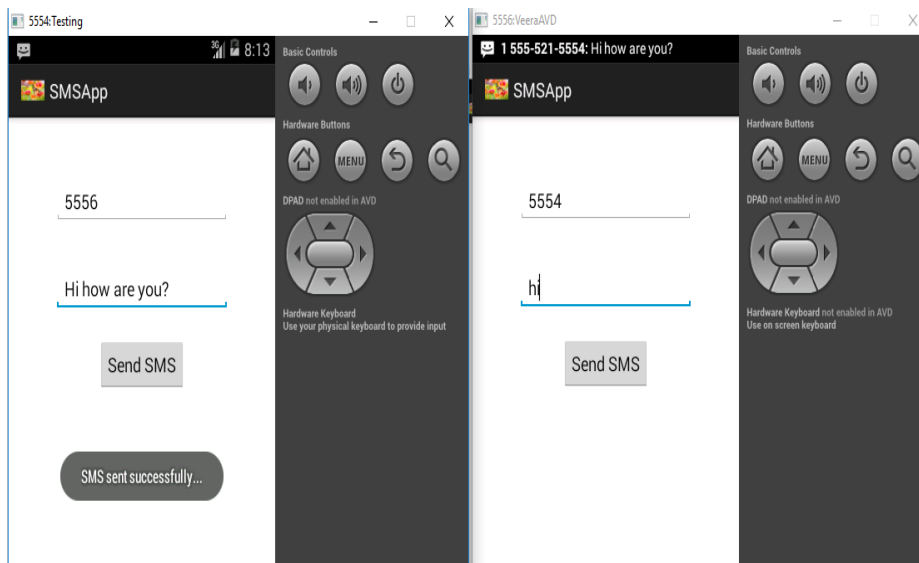 5554:Testing
3G 8:13
SMSApp
5556
Hi how are you?
Send SMS
SMS sent successfully...
Basic Controls
Hardware Buttons
MENU
DPAD not enabled in AVD
Hardware Keyboard
Use your physical keyboard to provide input
5556:VeeraAVD
1 555-521-5554: Hi how are you?
SMSApp
5554
hi
Send SMS
Basic Controls
Hardware Buttons
MENU
DPAD not enabled in AVD
Hardware Keyboard not enabled in AVD
Use on screen keyboard